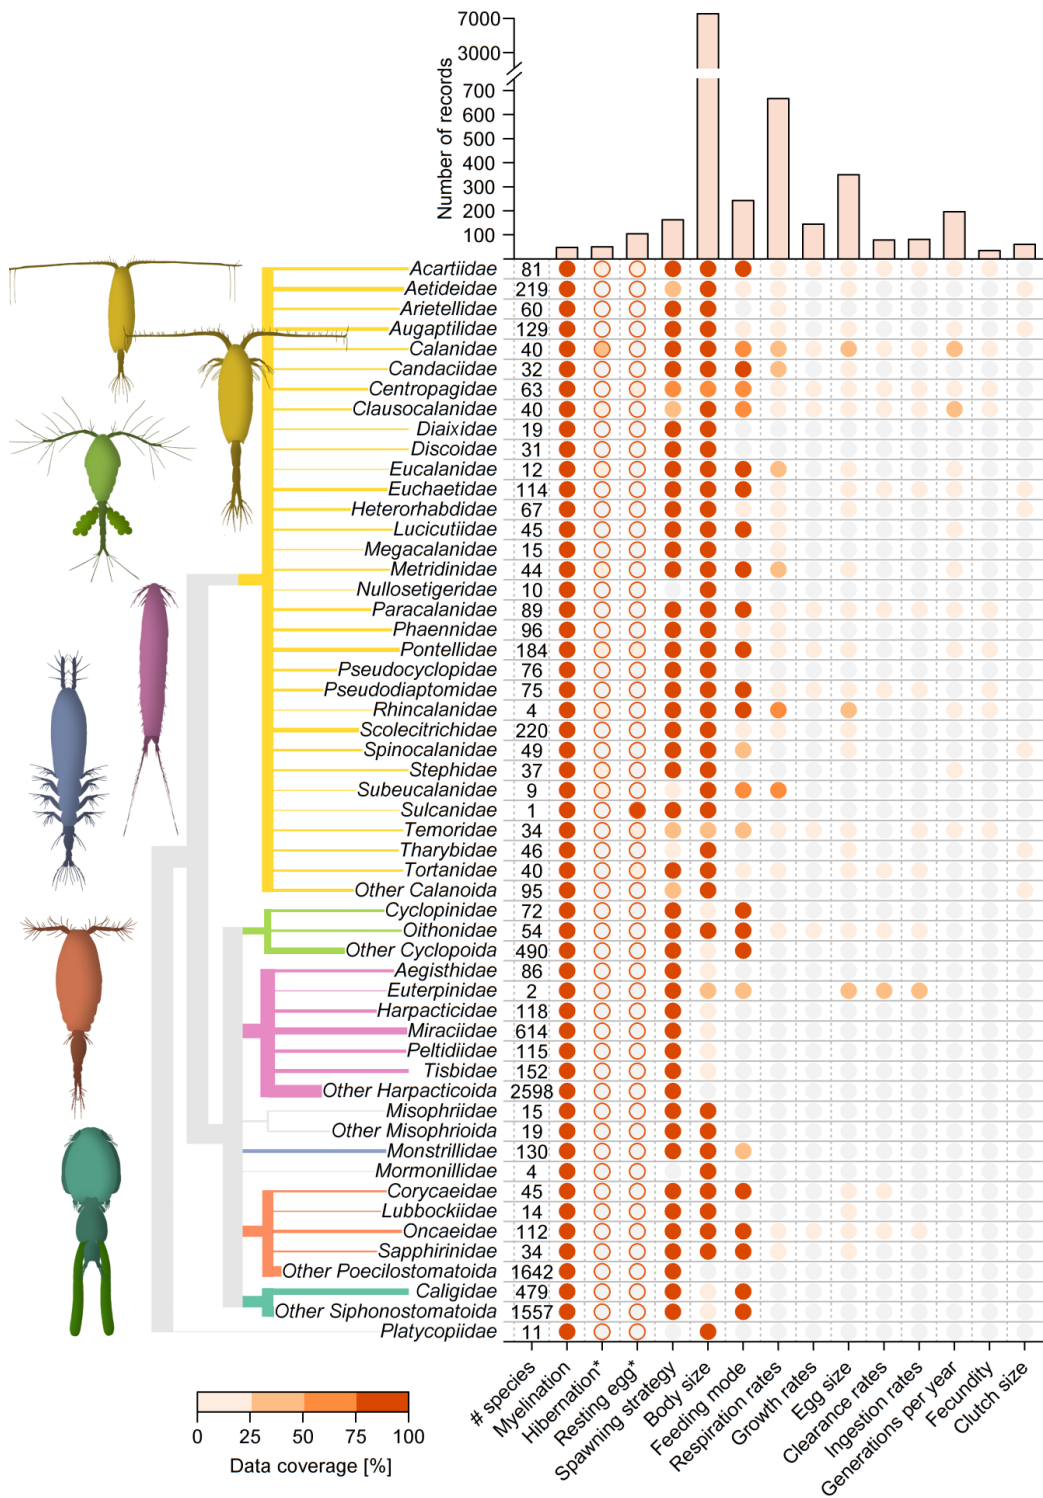 7000
3000
700
600
500
400
300
200
100
Number of records
Acartiidae 81
Aetideidae 219
Arietellidae 60
Augaptilidae 129
Calanidae 40
Candaciidae 32
Centropagidae 63
Clausocalanidae 40
Diaixidae 19
Discoidae 31
Eucalanidae 12
Euchaetidae 114
Heterorhabdidae 67
Lucicutiidae 45
Megacalanidae 15
Metridinidae 44
Nullosetigeridae 10
Paracalanidae 89
Phaennidae 96
Pontellidae 184
Pseudocyclopidae 76
Pseudodiaptomidae 75
Rhincalanidae 4
Scolecitrichidae 220
Spinocalanidae 49
Stephidae 37
Subeucalanidae 9
Sulcanidae 1
Temoridae 34
Tharybidae 46
Tortanidae 40
Other Calanoida 95
Cyclopinidae 72
Oithonidae 54
Other Cyclopoida 490
Aegisthidae 86
Euterpinidae 2
Harpacticidae 118
Miraciidae 614
Peltidiidae 115
Tisbidae 152
Other Harpacticoida 2598
Misophriidae 15
Other Misophrioida 19
Monstrillidae 130
Mormonillidae 4
Corycaeidae 45
Lubbockiidae 14
Oncaeidae 112
Sapphirinidae 34
Other Poecilostomatoida 1642
Caligidae 479
Other Siphonostomatoida 1557
Platycopiidae 11
# species
Myelination
Hibernation*
Resting egg*
Spawning strategy
Body size
Feeding mode
Respiration rates
Growth rates
Egg size
Clearance rates
Ingestion rates
Generations per year
Fecundity
Clutch size
0 25 50 75 100
Data coverage [%]